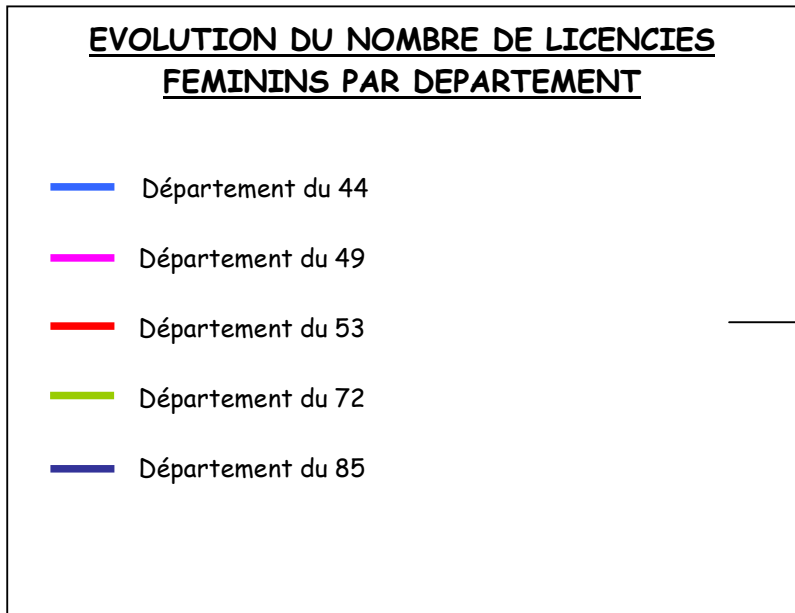 EVOLUTION DU NOMBRE DE LICENCIES
FEMININS PAR DEPARTEMENT
Département du 44
Département du 49
Département du 53
Département du 72
Département du 85